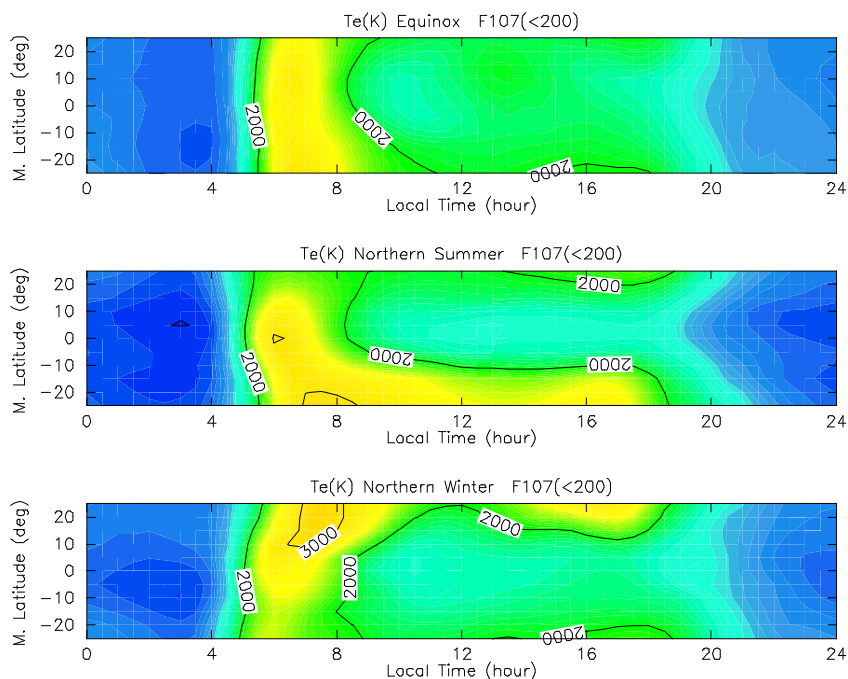 Te(K) Equinox F107(<200)
M. Latitude (deg)
20
10
0
−10
−20
2000
2000
2000
0 4 8 12 16 20 24
Local Time (hour)
Te(K) Northern Summer F107(<200)
M. Latitude (deg)
20
10
0
−10
−20
2000
2000
2000
2000
0 4 8 12 16 20 24
Local Time (hour)
Te(K) Northern Winter F107(<200)
M. Latitude (deg)
20
10
0
−10
−20
2000
3000
2000
2000
2000
0 4 8 12 16 20 24
Local Time (hour)